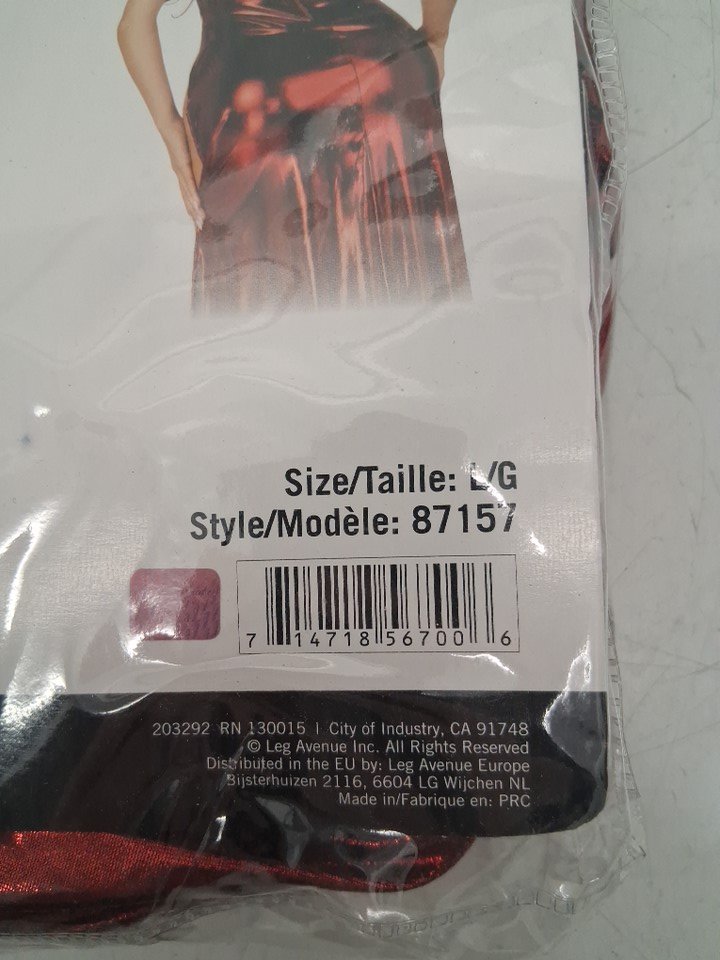 Size/Taille: L/G
Style/Modèle: 87157
7 14718 56700 6
203292 RN 130015 | City of Industry, CA 91748
© Leg Avenue Inc. All Rights Reserved
Distributed in the EU by: Leg Avenue Europe
Bijsterhuizen 2116, 6604 LG Wijchen NL
Made in/Fabrique en: PRC